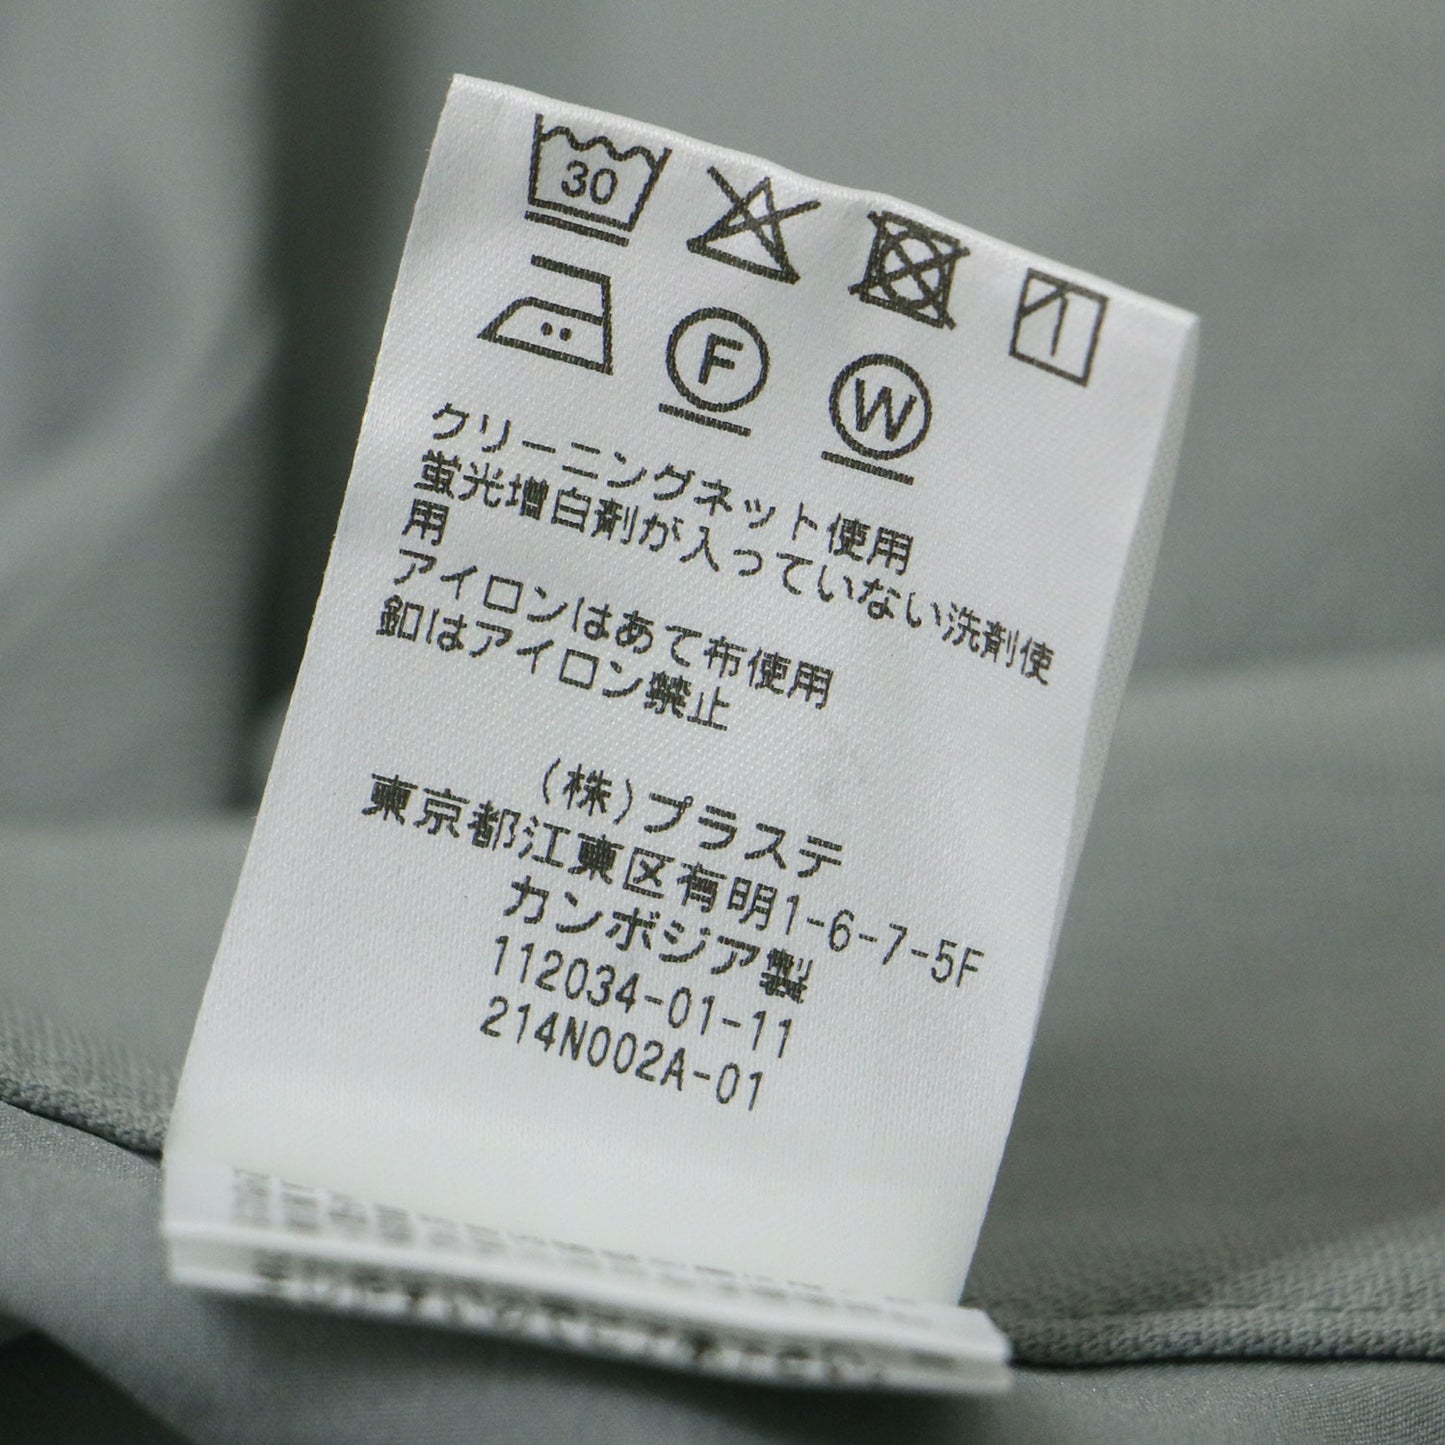 30
F
W
クリーニングネット使用
蛍光増白剤が入っていない洗剤使
用
アイロンはあて布使用
釦はアイロン禁止
(株)プラステ
東京都江東区有明1-6-7-5F
カンボジア製
112034-01-11
214N002A-01